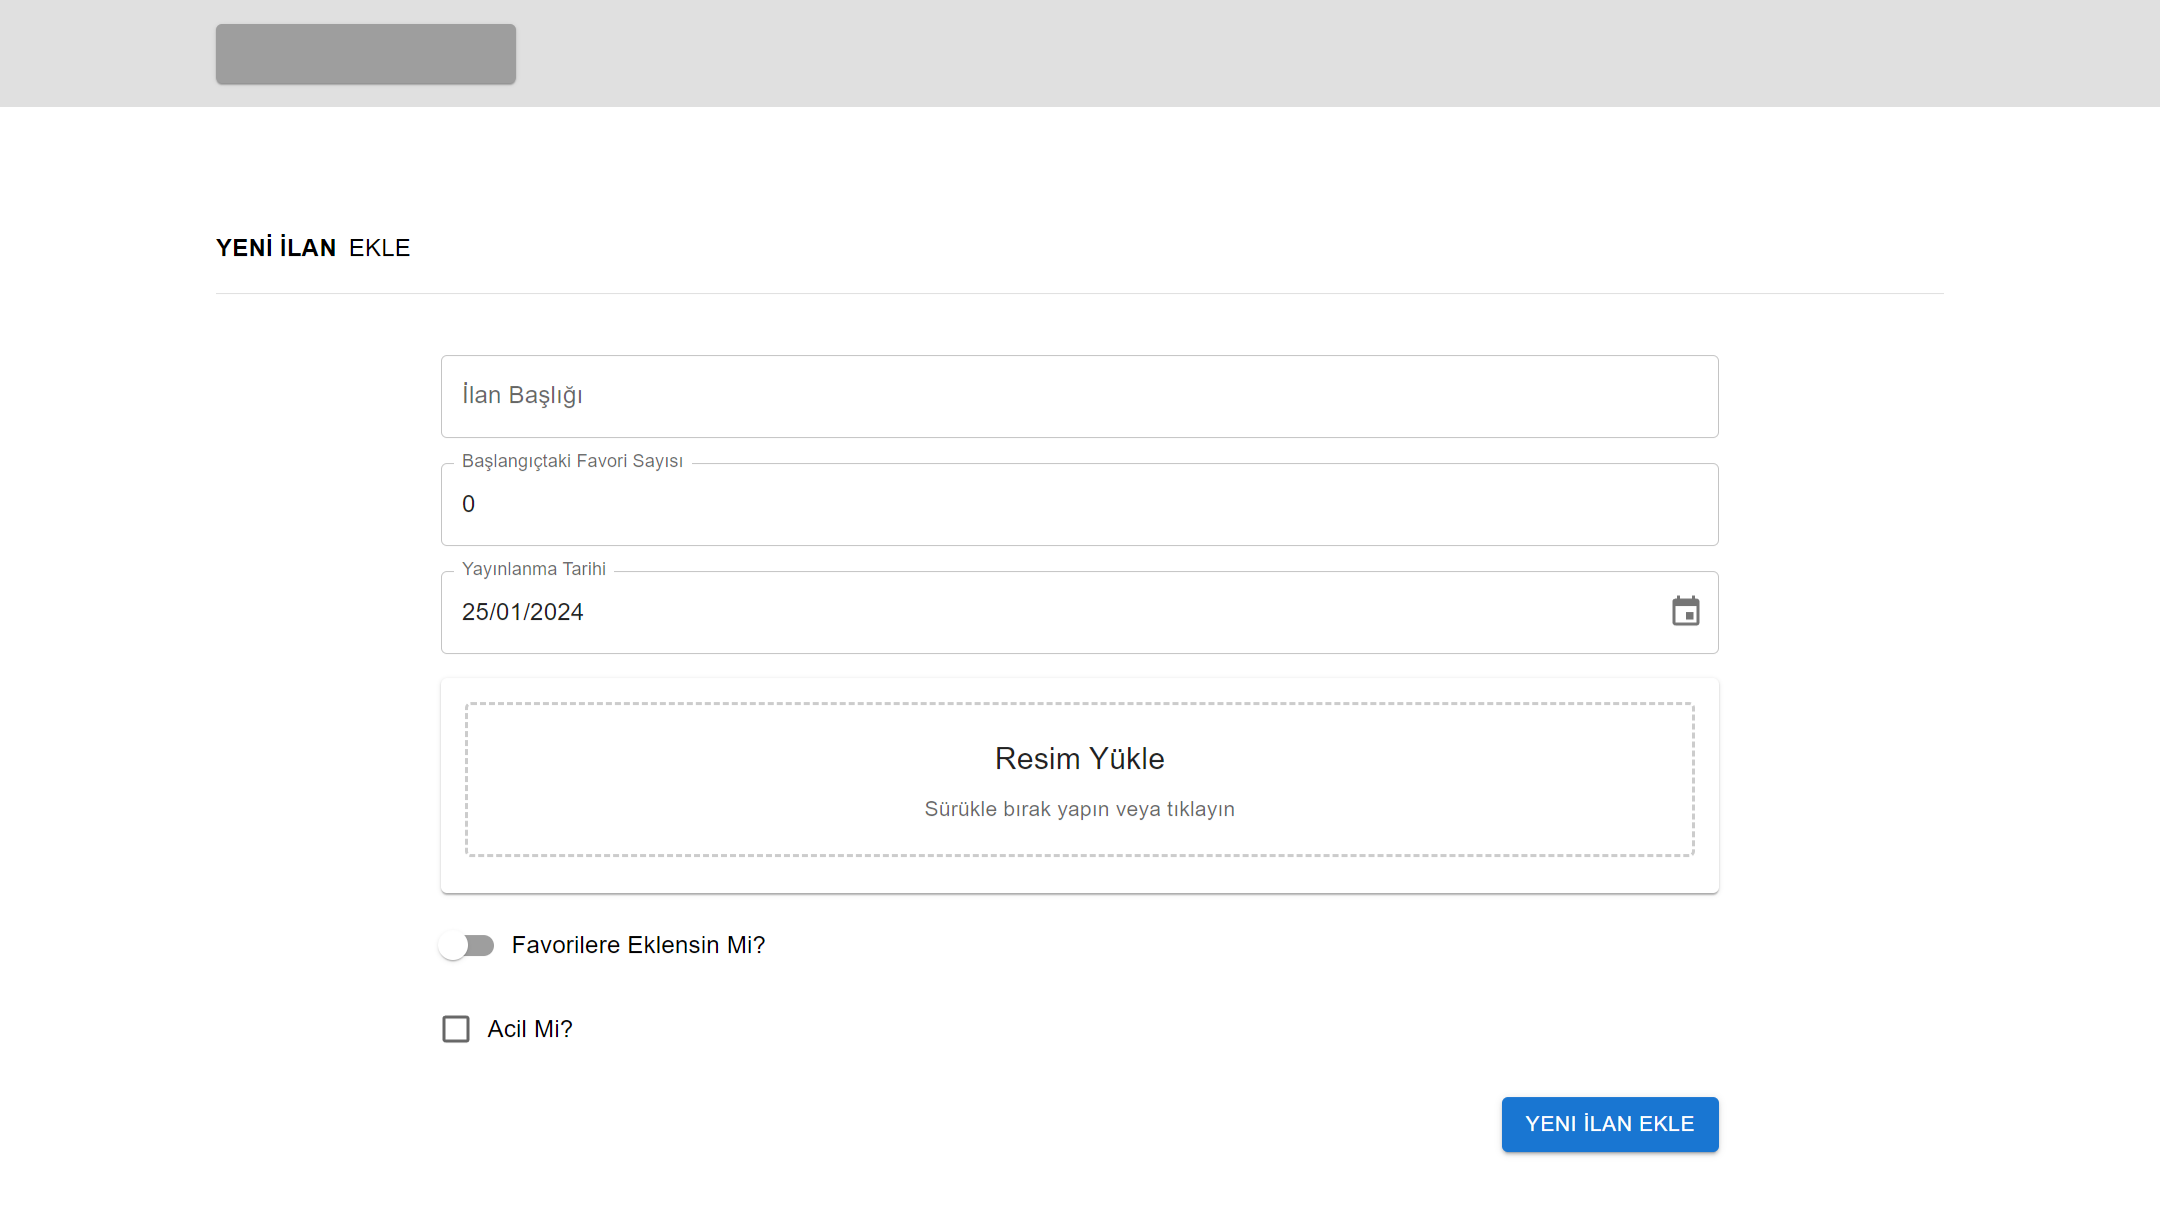 YENİ İLAN EKLE
İlan Başlığı
Başlangıçtaki Favori Sayısı
0
Yayınlanma Tarihi
25/01/2024
Resim Yükle
Sürükle bırak yapın veya tıklayın
Favorilere Eklensin Mi?
Acil Mi?
YENI İLAN EKLE